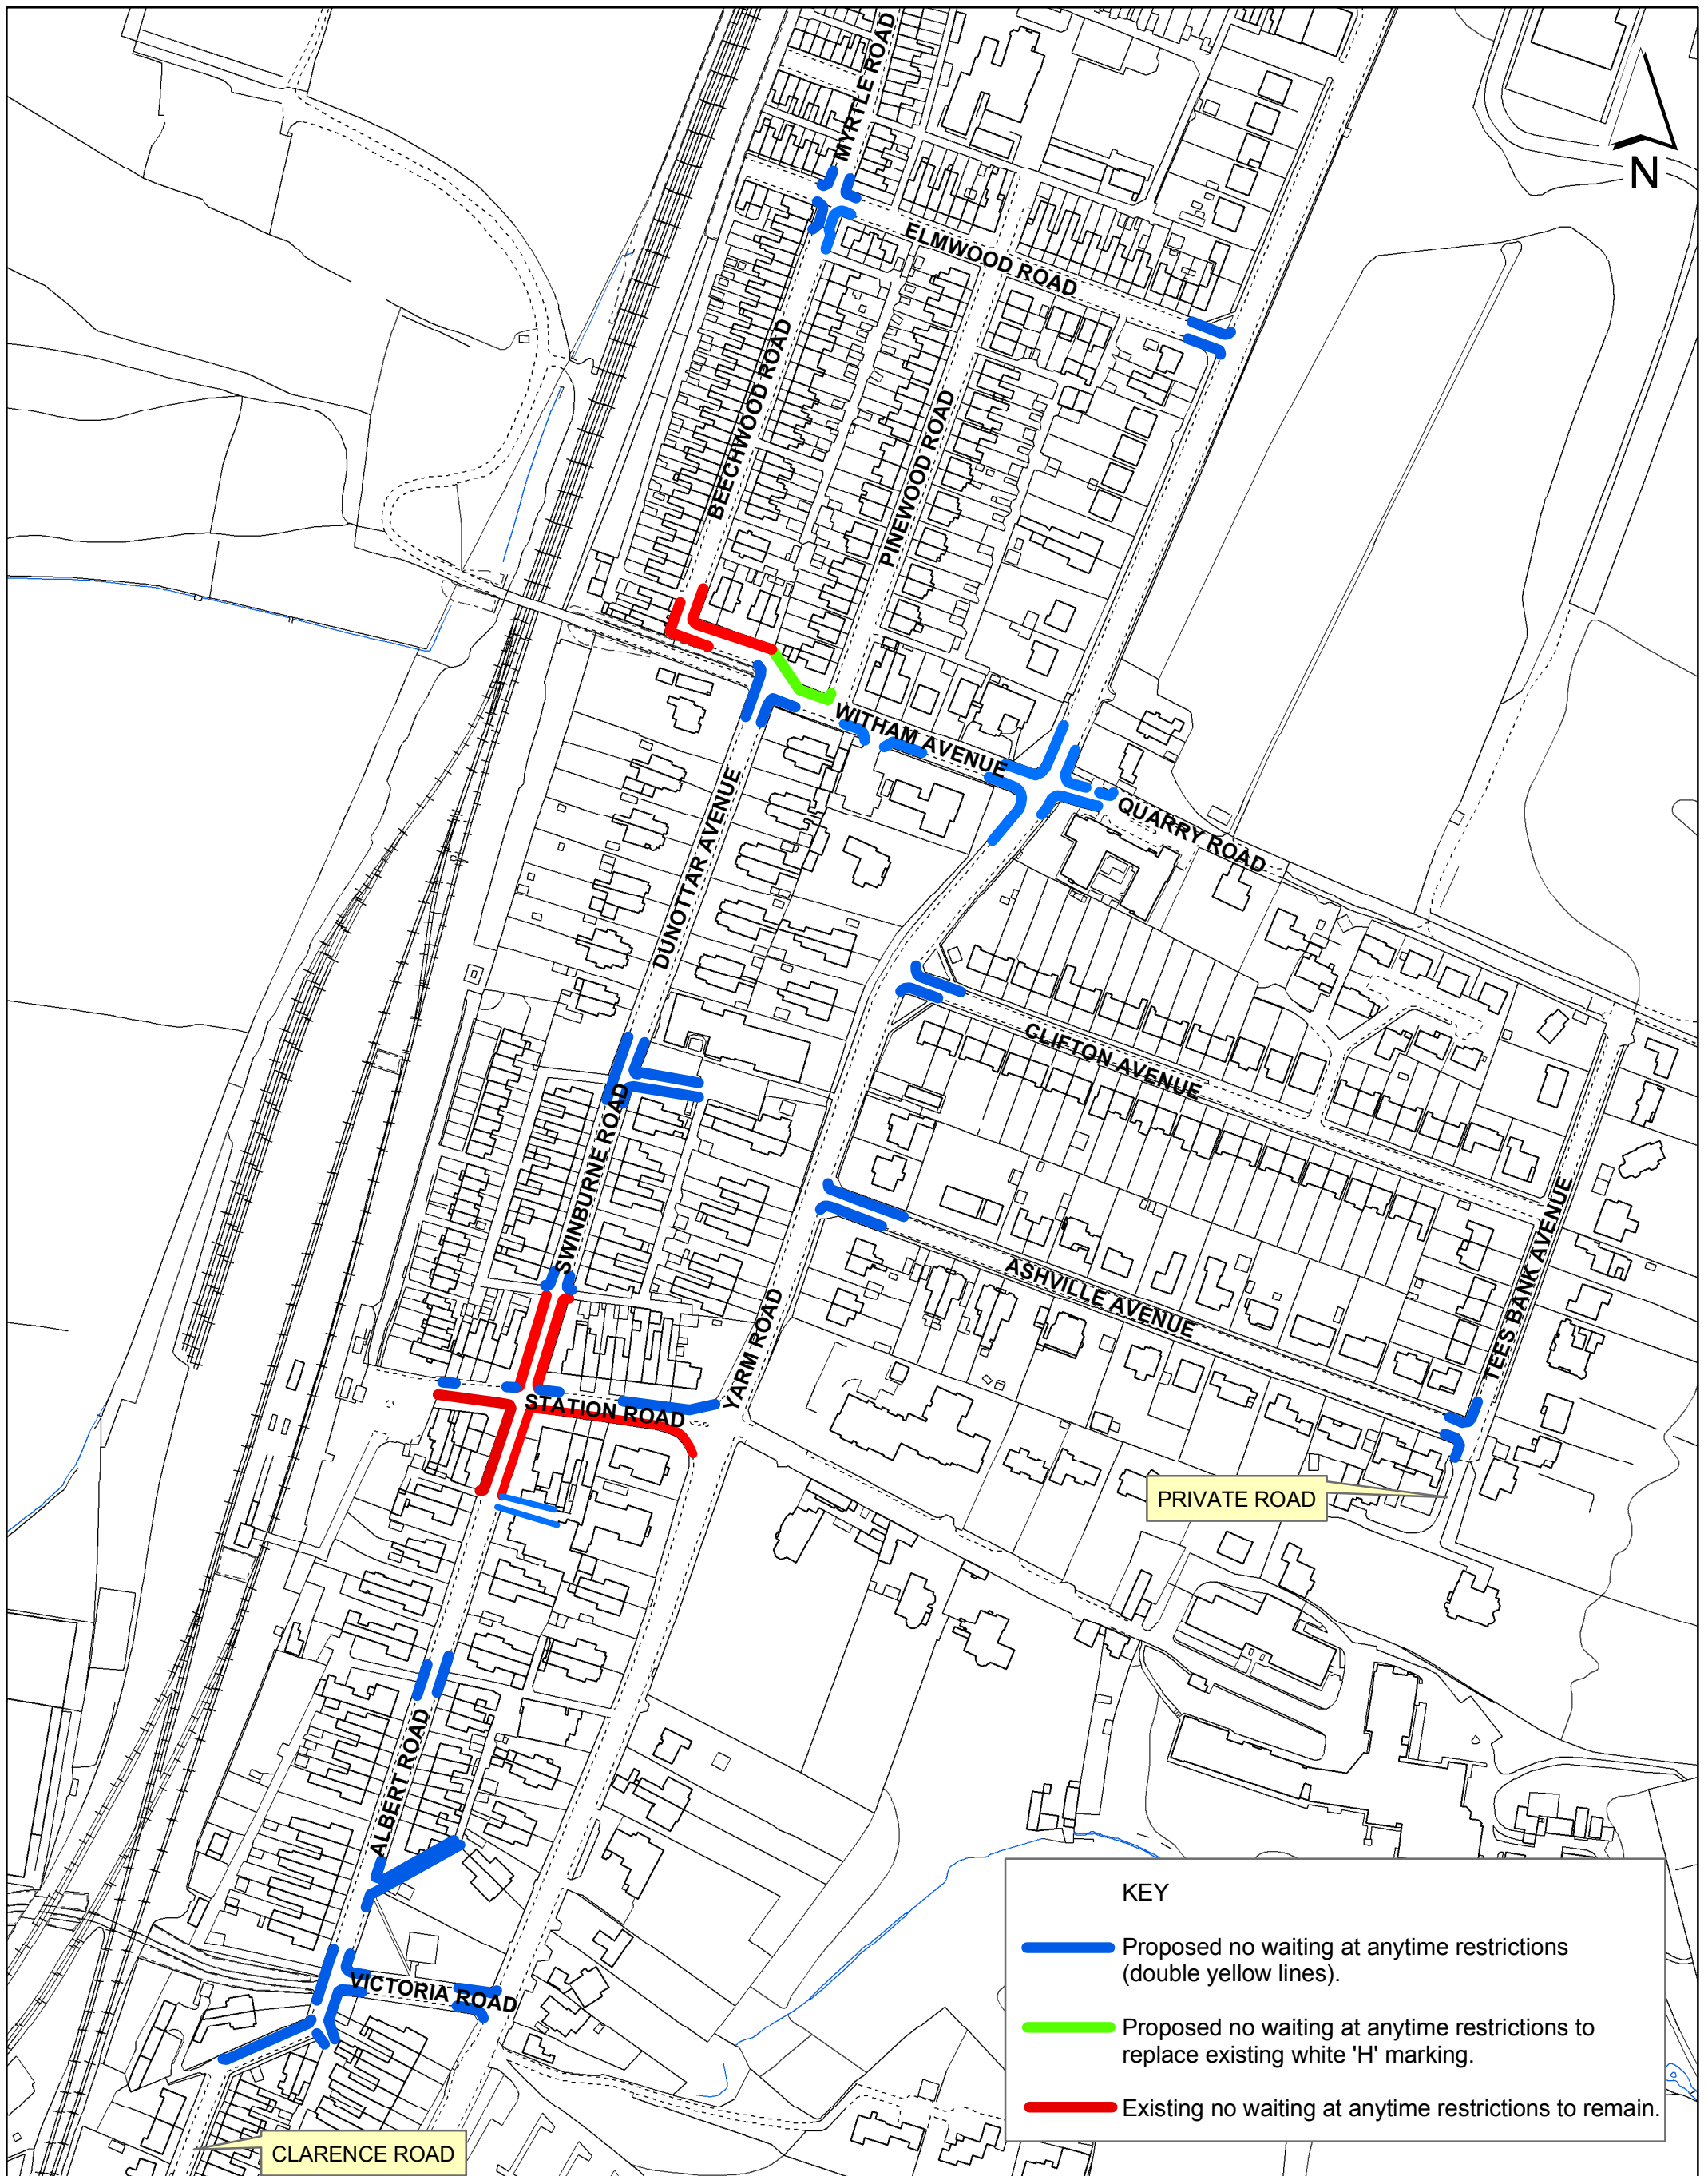 MYRTLE ROAD
N
ELMWOOD ROAD
BEECHWOOD ROAD
PINEWOOD ROAD
WITHAM AVENUE
QUARRY ROAD
DUNOTTAR AVENUE
CLIFTON AVENUE
SWINBURNE ROAD
TEES BANK AVENUE
ASHVILLE AVENUE
YARM ROAD
STATION ROAD
PRIVATE ROAD
ALBERT ROAD
VICTORIA ROAD
CLARENCE ROAD
KEY
Proposed no waiting at anytime restrictions
(double yellow lines).
Proposed no waiting at anytime restrictions to
replace existing white 'H' marking.
Existing no waiting at anytime restrictions to remain.